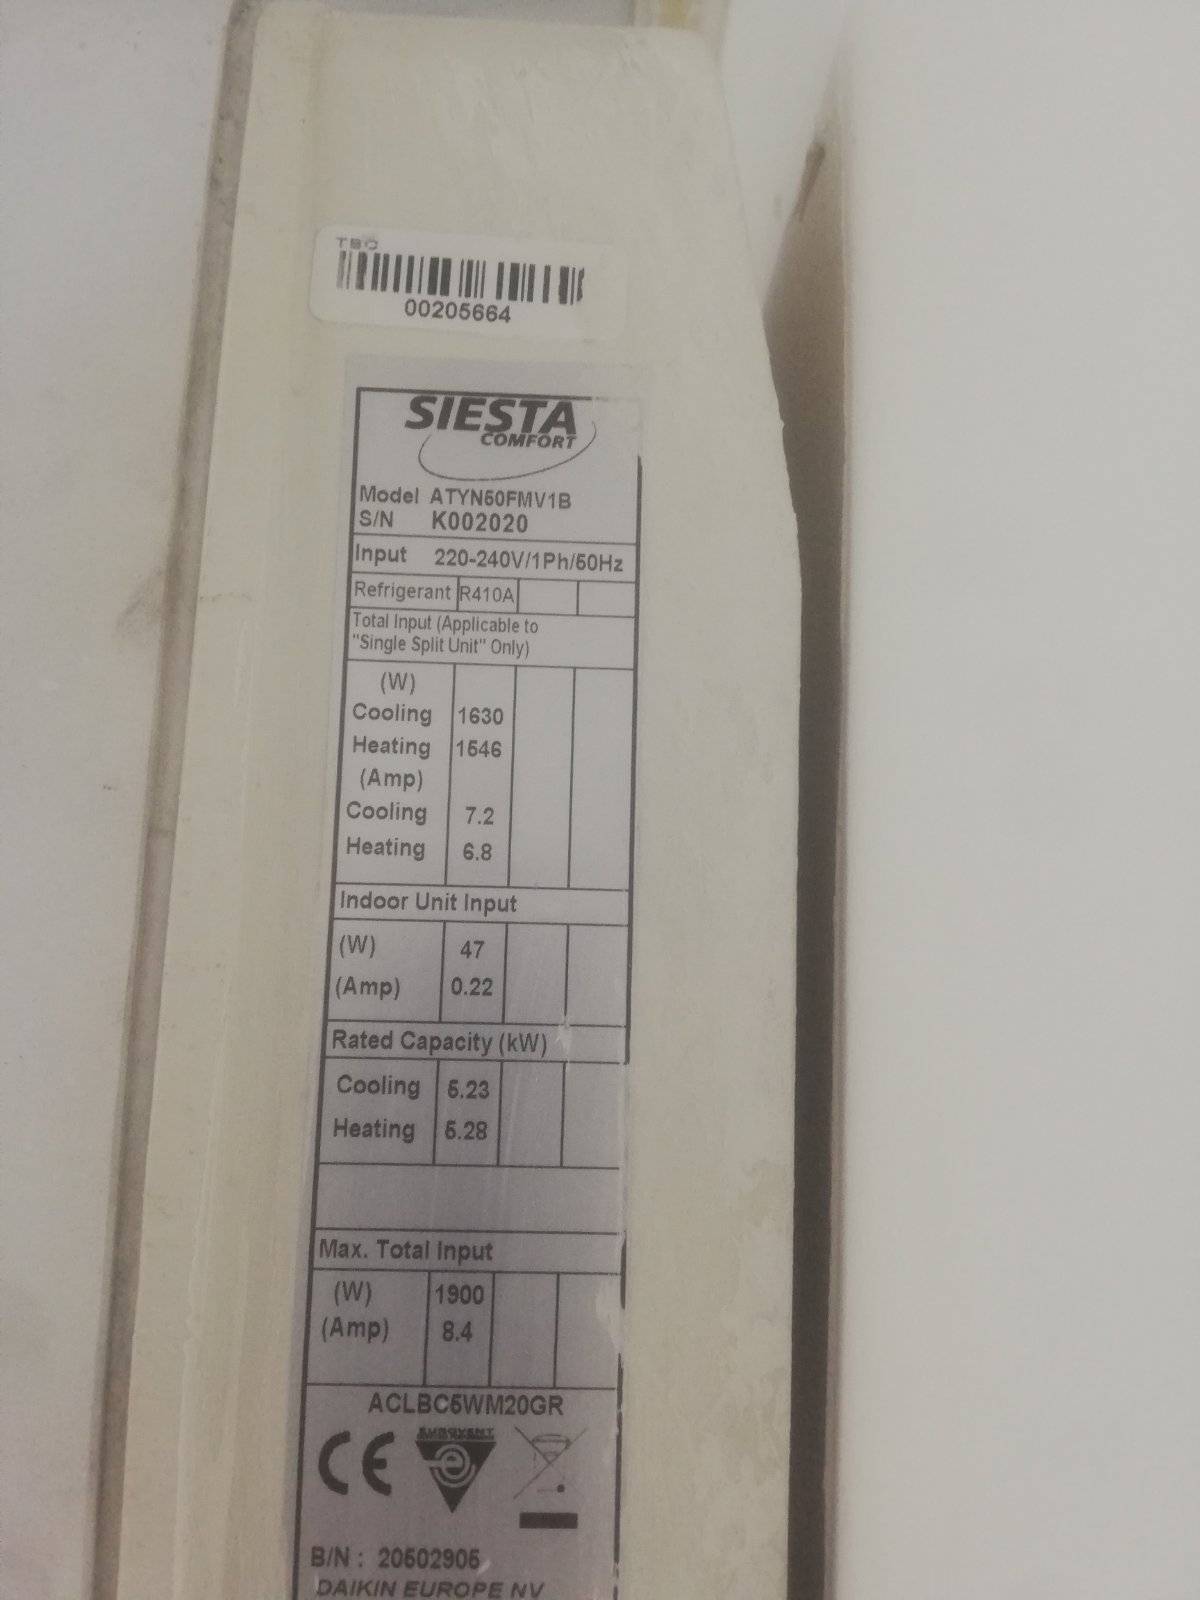 TBC
00205664
SIESTA
COMFORT
Model ATYN50FMV1B
S/N K002020
Input 220-240V/1Ph/50Hz
Refrigerant R410A
Total Input (Applicable to
"Single Split Unit" Only)
(W)
Cooling 1630
Heating 1546
(Amp)
Cooling 7.2
Heating 6.8
Indoor Unit Input
(W) 47
(Amp) 0.22
Rated Capacity (kW)
Cooling 5.23
Heating 5.28
Max. Total Input
(W) 1900
(Amp) 8.4
ACLBC5WM20GR
CE
EUROVENT
B/N : 20502905
DAIKIN EUROPE NV